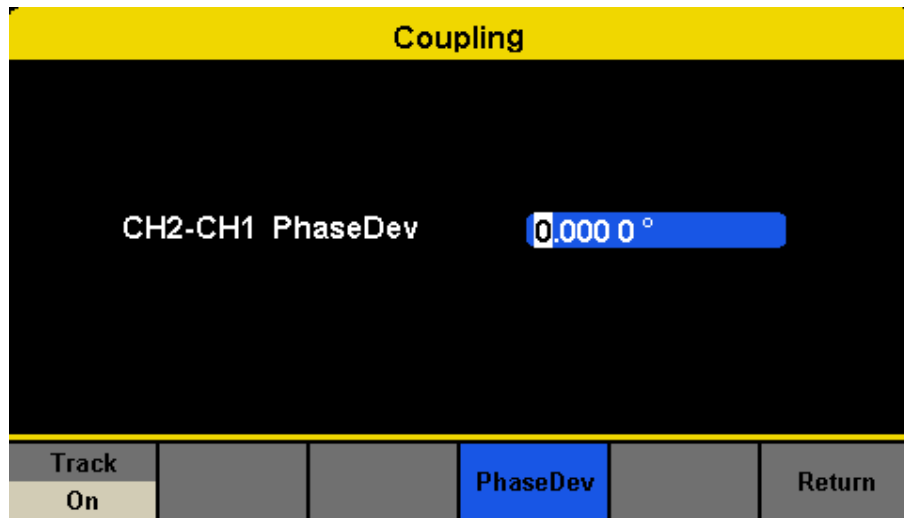 Coupling
CH2-CH1 PhaseDev 0.000 0 °
Track
On
PhaseDev
Return